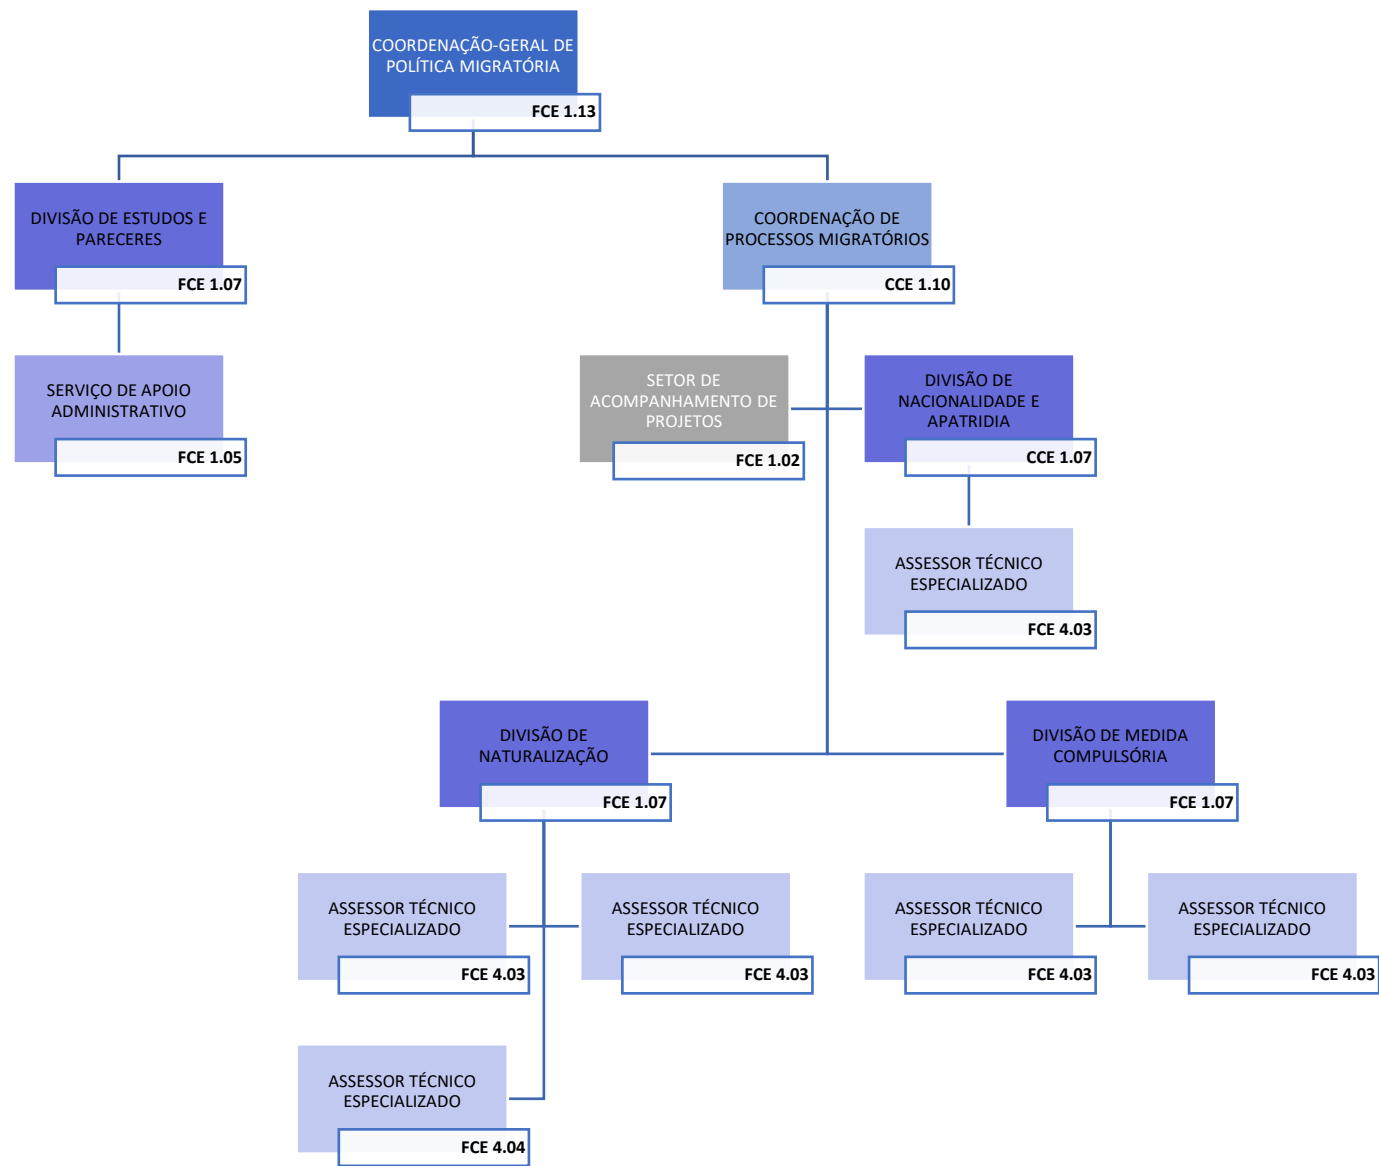 COORDENAÇÃO-GERAL DE
POLÍTICA MIGRATÓRIA
FCE 1.13
DIVISÃO DE ESTUDOS E
PARECERES
FCE 1.07
COORDENAÇÃO DE
PROCESSOS MIGRATÓRIOS
CCE 1.10
SERVIÇO DE APOIO
ADMINISTRATIVO
FCE 1.05
SETOR DE
ACOMPANHAMENTO DE
PROJETOS
FCE 1.02
DIVISÃO DE
NACIONALIDADE E
APATRIDIA
CCE 1.07
ASSESSOR TÉCNICO
ESPECIALIZADO
FCE 4.03
DIVISÃO DE
NATURALIZAÇÃO
FCE 1.07
DIVISÃO DE MEDIDA
COMPULSÓRIA
FCE 1.07
ASSESSOR TÉCNICO
ESPECIALIZADO
FCE 4.03
ASSESSOR TÉCNICO
ESPECIALIZADO
FCE 4.03
ASSESSOR TÉCNICO
ESPECIALIZADO
FCE 4.03
ASSESSOR TÉCNICO
ESPECIALIZADO
FCE 4.03
ASSESSOR TÉCNICO
ESPECIALIZADO
FCE 4.04